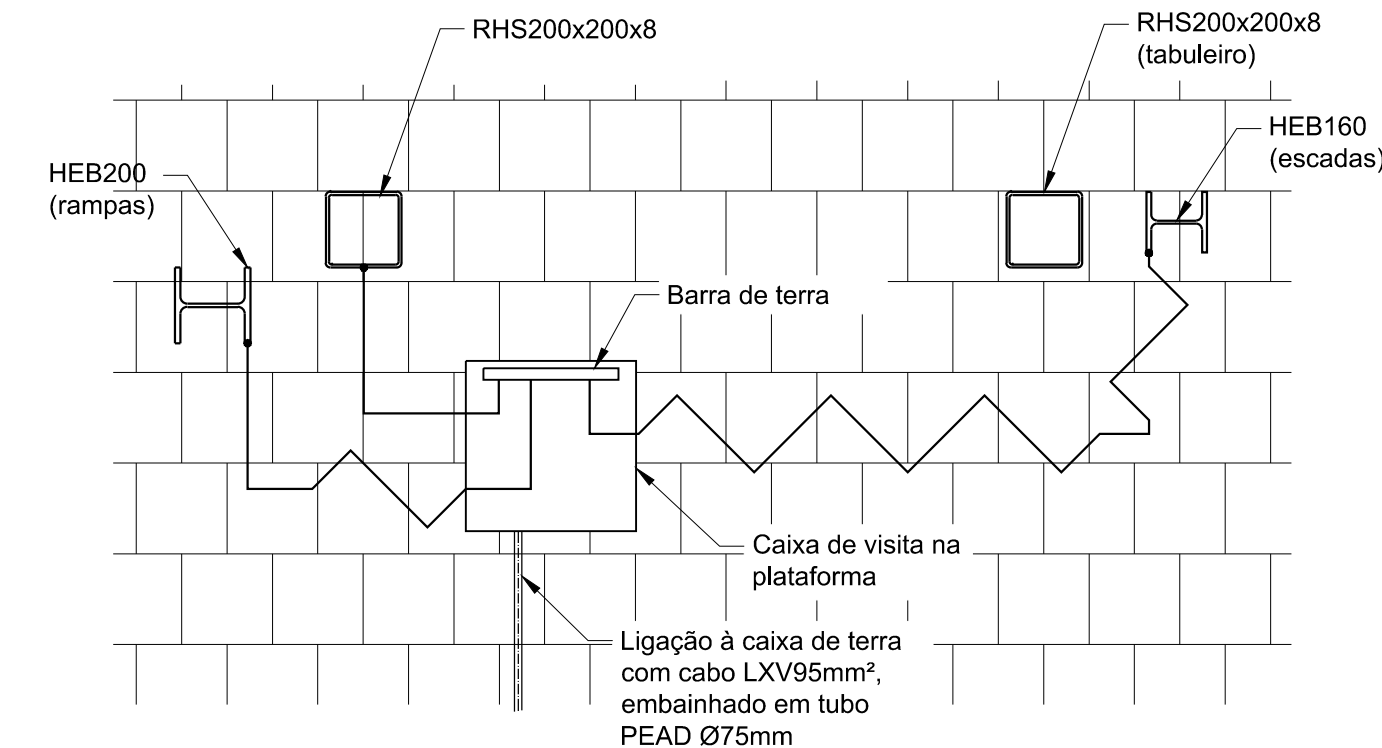 RHS200x200x8
RHS200x200x8
(tabuleiro)
HEB160
(escadas)
HEB200
(rampas)
Barra de terra
Caixa de visita na
plataforma
Ligação à caixa de terra
com cabo LXV95mm²,
embainhado em tubo
PEAD Ø75mm